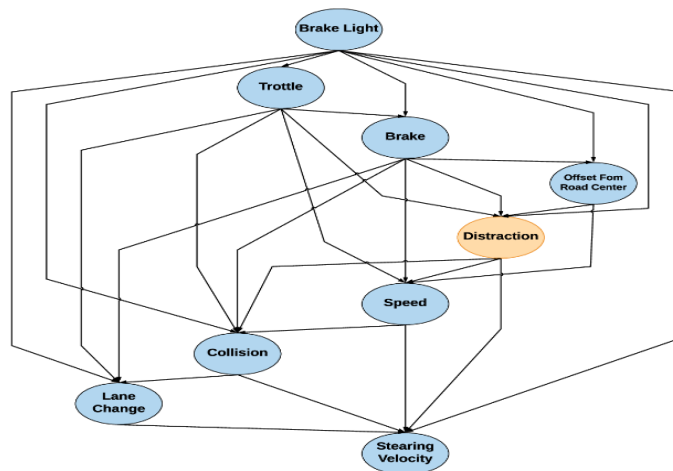 Brake Light
Trottle
Brake
Offset Fom
Road Center
Distraction
Speed
Collision
Lane
Change
Stearing
Velocity